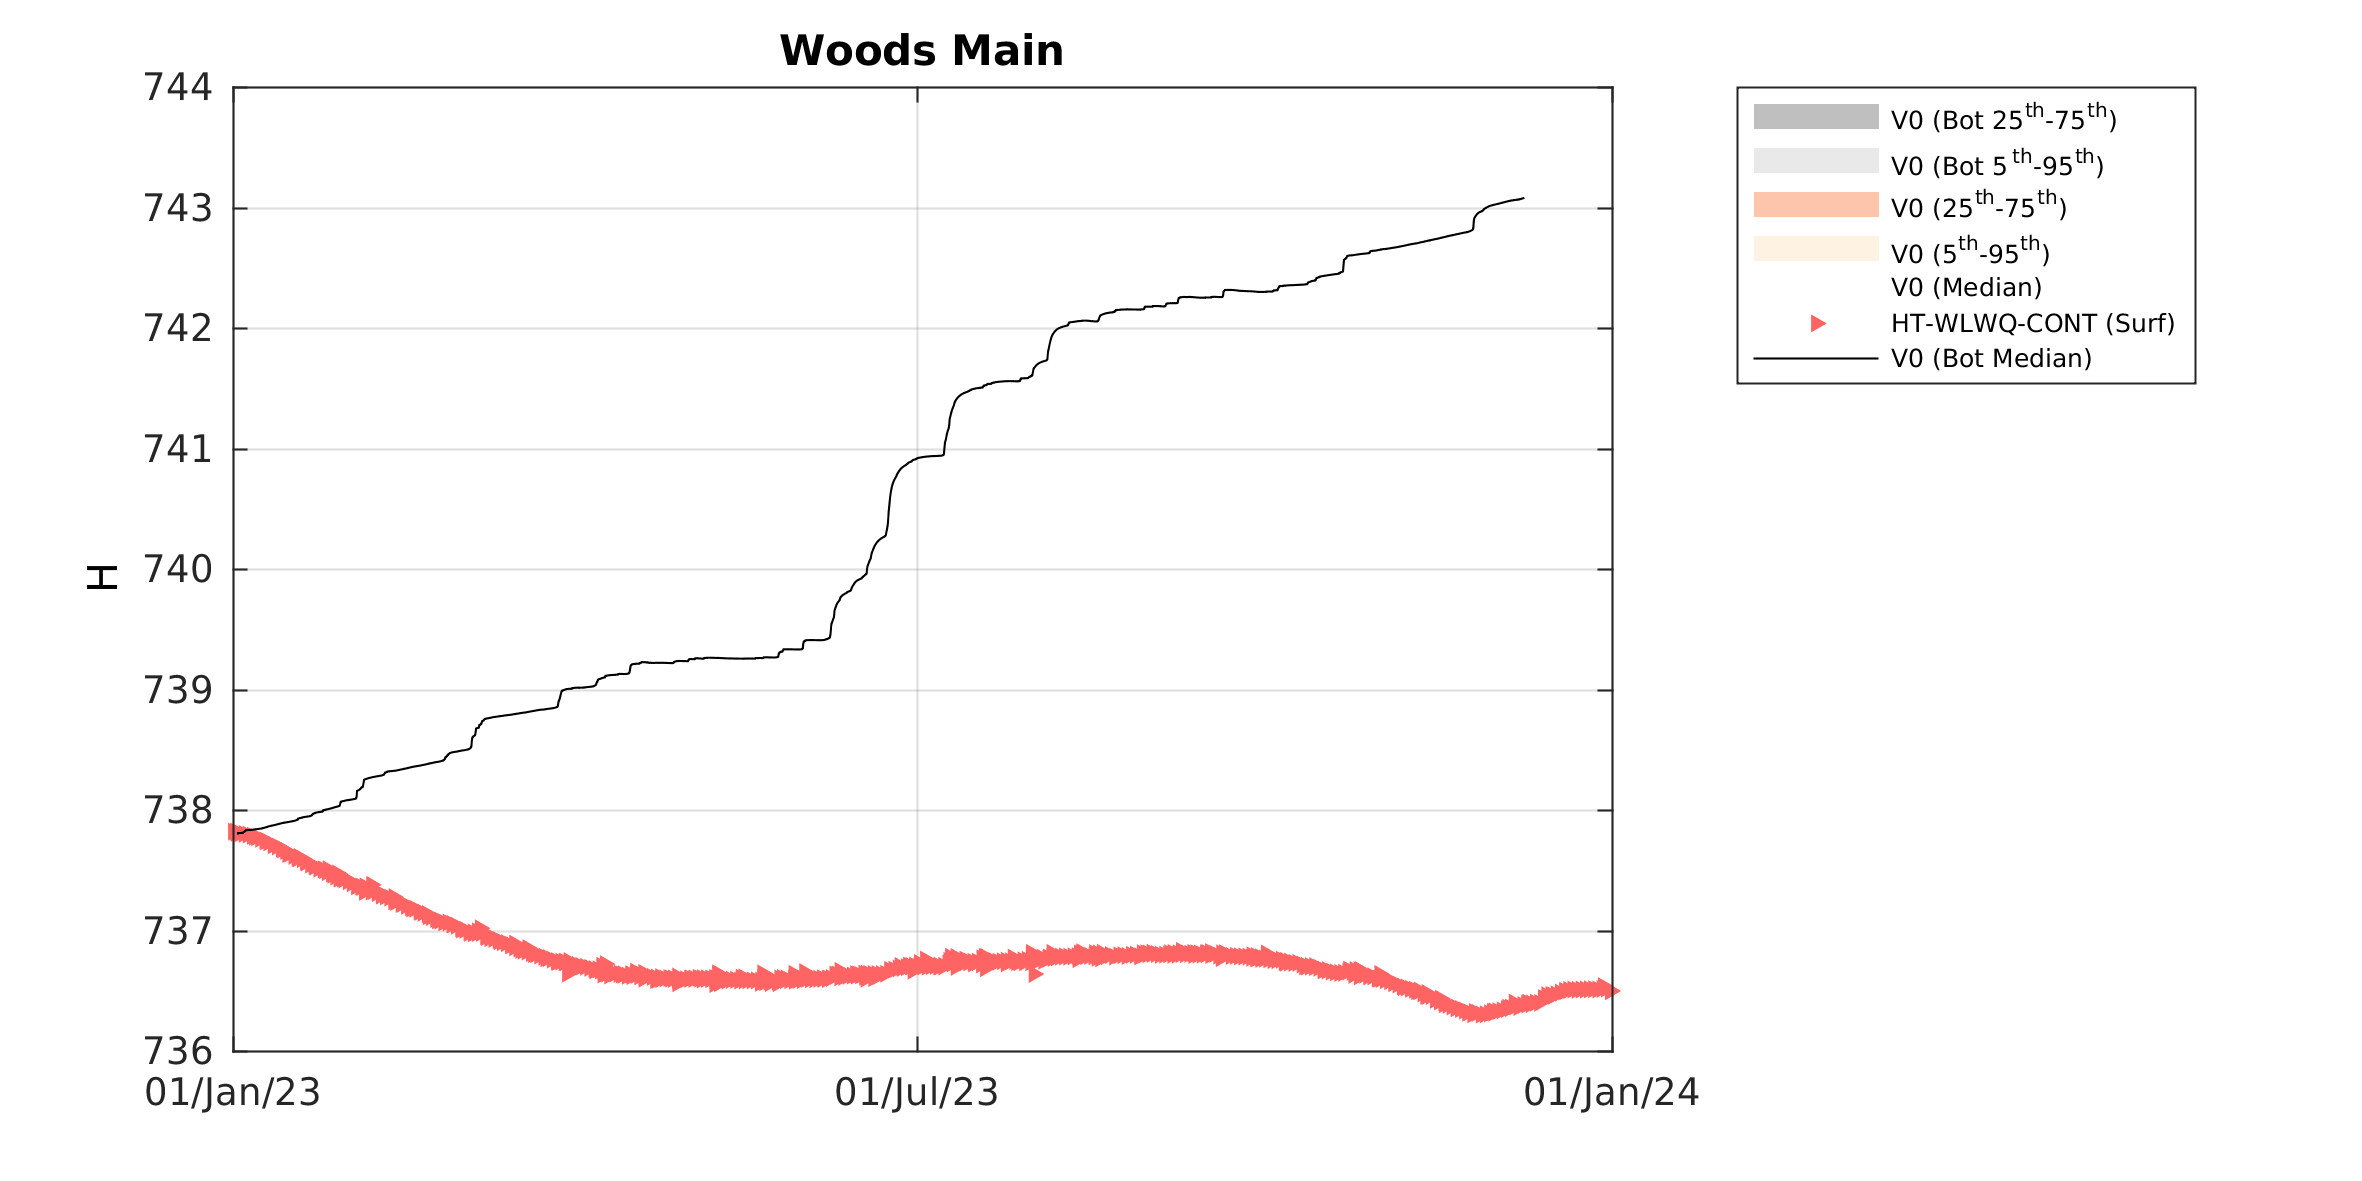 Woods Main
744
743
742
741
740
739
738
737
736
H
01/Jan/23
01/Jul/23
01/Jan/24
V0 (Bot 25th-75th)
V0 (Bot 5th-95th)
V0 (25th-75th)
V0 (5th-95th)
V0 (Median)
HT-WLWQ-CONT (Surf)
V0 (Bot Median)